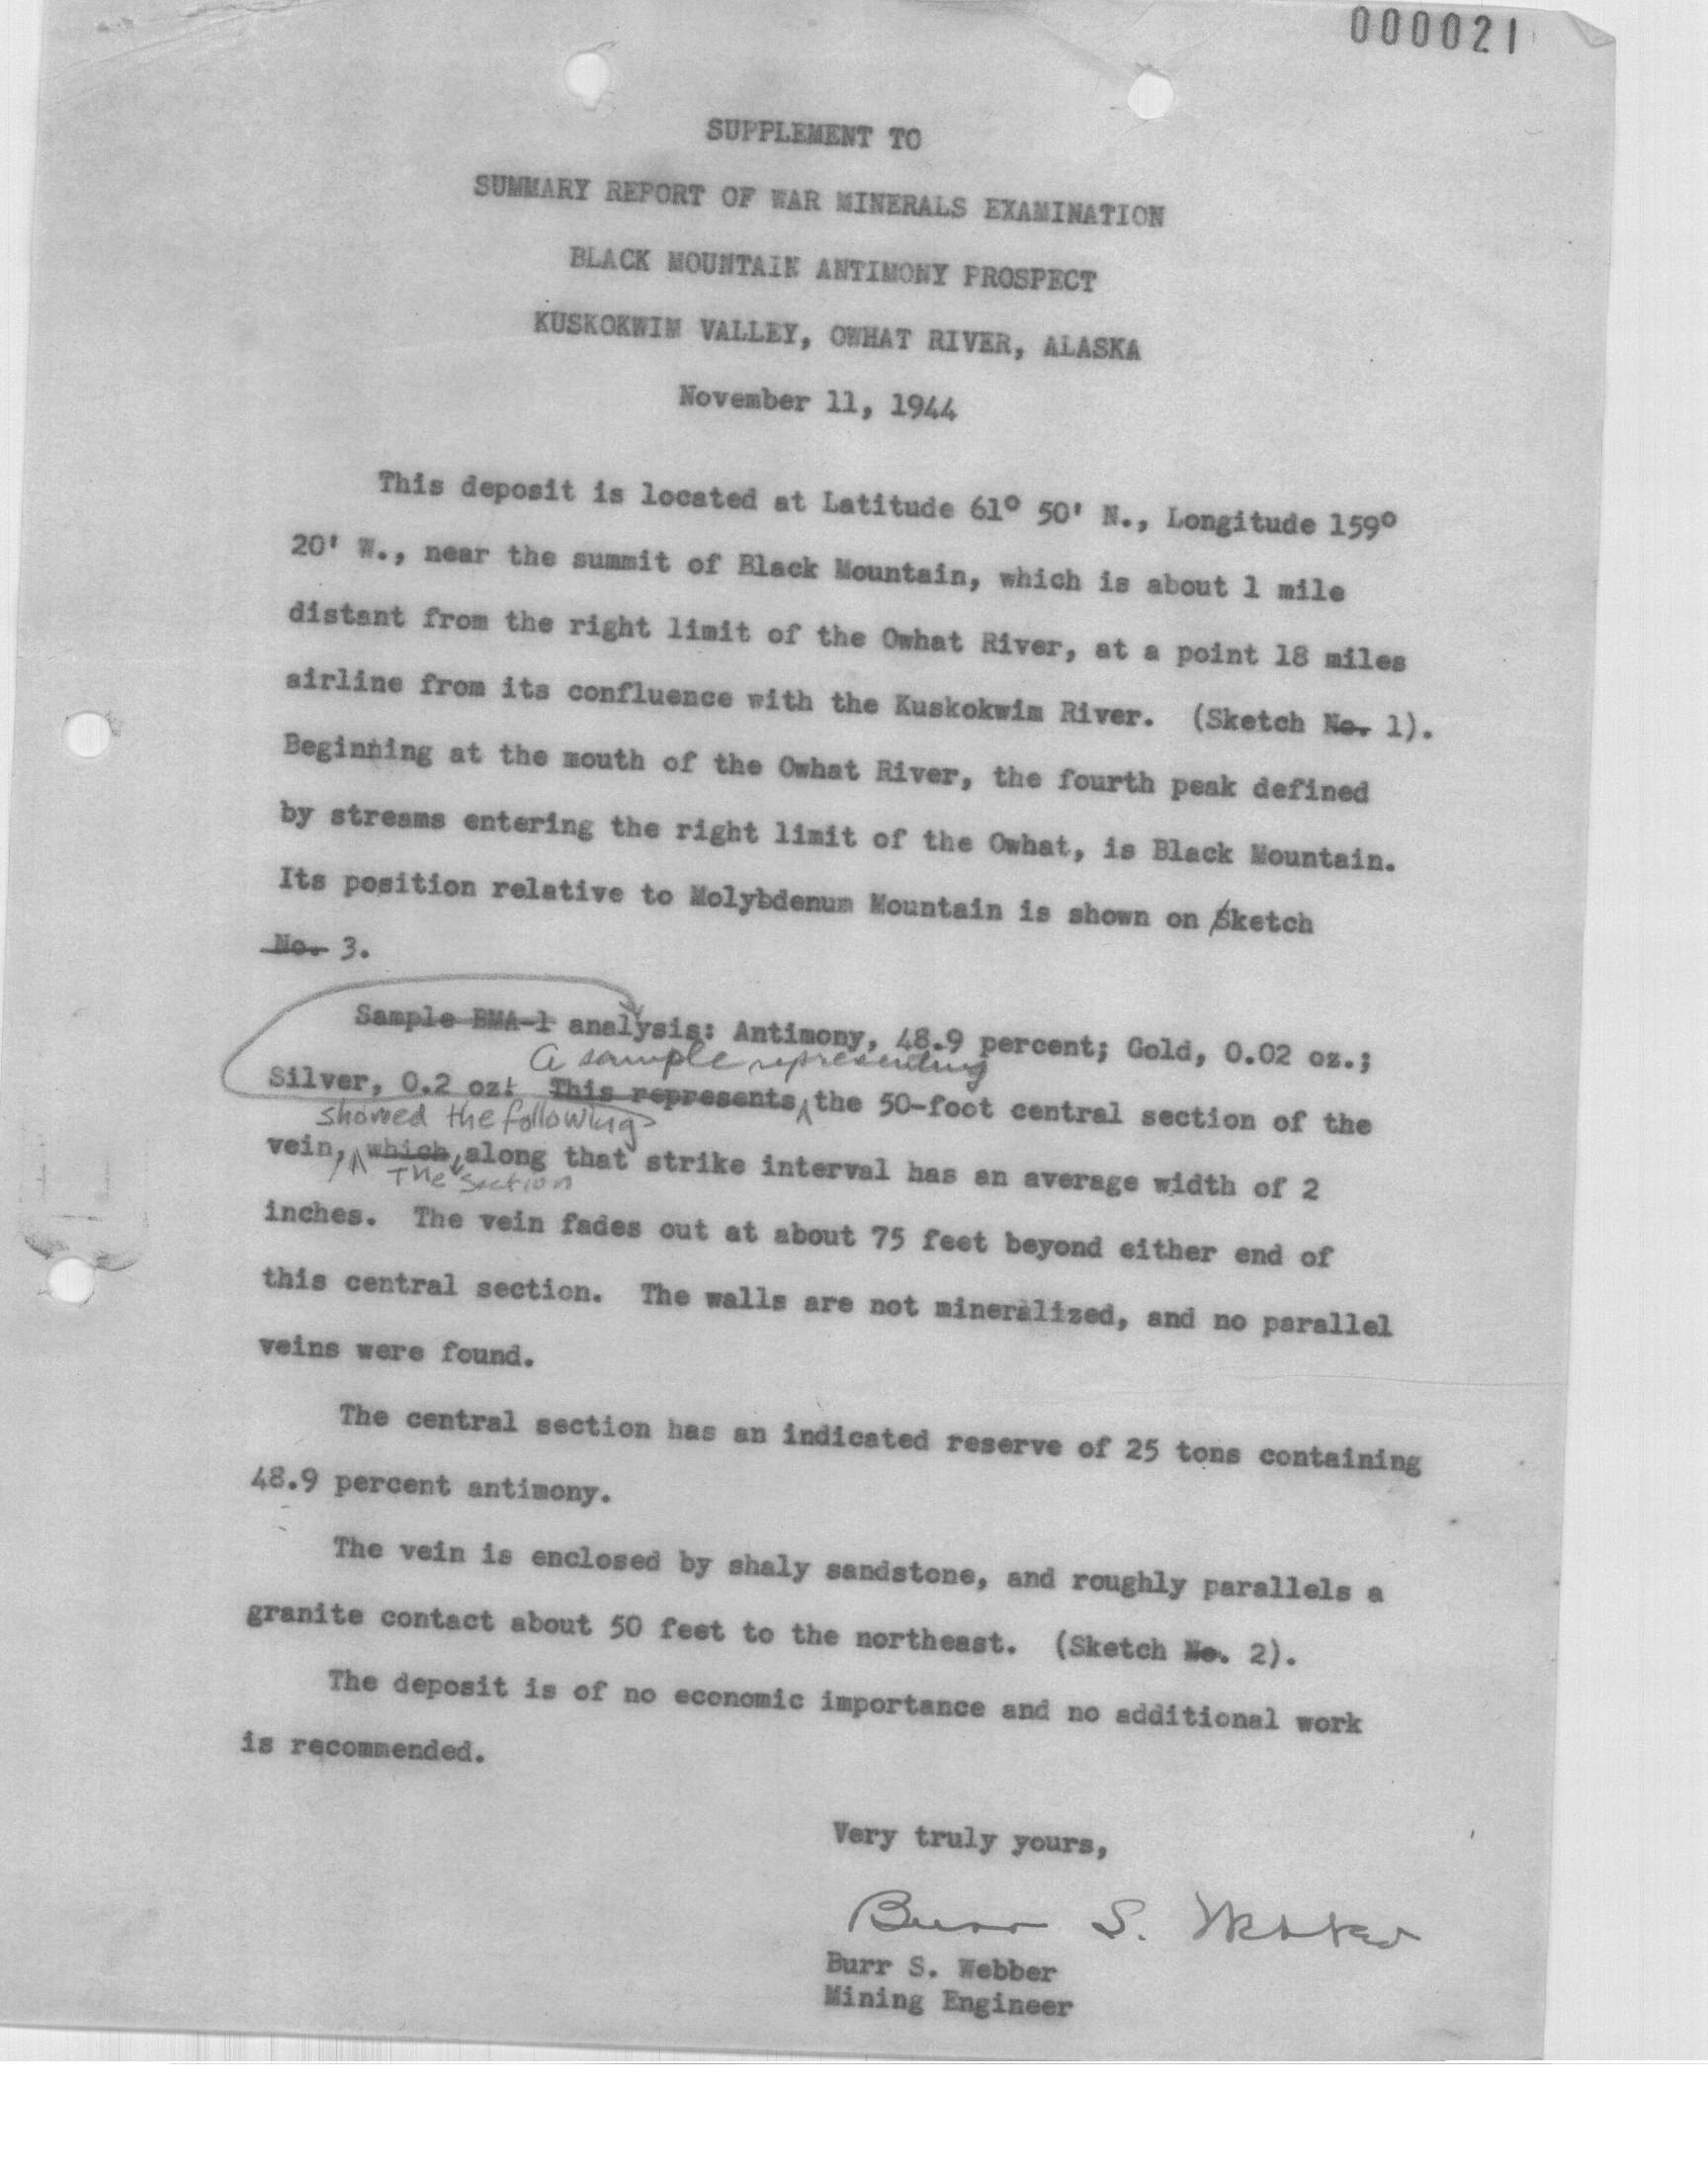 000021
SUPPLEMENT TO
SUMMARY REPORT OF WAR MINERALS EXAMINATION
BLACK MOUNTAIN ANTIMONY PROSPECT
KUSKOKWIM VALLEY, OWHAT RIVER, ALASKA
November 11, 1944
This deposit is located at Latitude 61° 50' N., Longitude 159°
20' W., near the summit of Black Mountain, which is about 1 mile
distant from the right limit of the Owhat River, at a point 18 miles
airline from its confluence with the Kuskokwim River. (Sketch No. 1).
Beginning at the mouth of the Owhat River, the fourth peak defined
by streams entering the right limit of the Owhat, is Black Mountain.
Its position relative to Molybdenum Mountain is shown on Sketch
No. 3.
Sample BMA-1 analysis: Antimony, 48.9 percent; Gold, 0.02 oz.;
a sample representing
Silver, 0.2 oz. This represents the 50-foot central section of the
showed the following
vein, which, along that strike interval has an average width of 2
The section
inches. The vein fades out at about 75 feet beyond either end of
this central section. The walls are not mineralized, and no parallel
veins were found.
The central section has an indicated reserve of 25 tons containing
48.9 percent antimony.
The vein is enclosed by shaly sandstone, and roughly parallels a
granite contact about 50 feet to the northeast. (Sketch No. 2).
The deposit is of no economic importance and no additional work
is recommended.
Very truly yours,
Burr S. Webber
Burr S. Webber
Mining Engineer